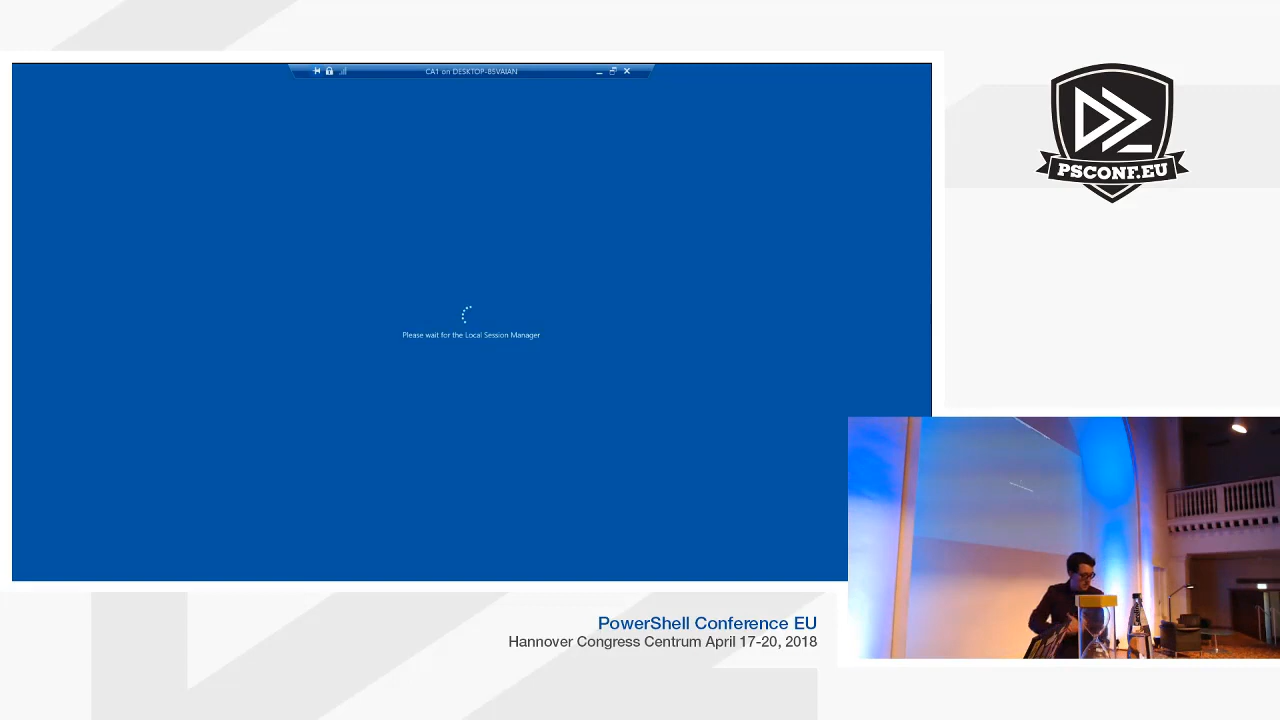 CA1 on DESKTOP-85VAIAN
PSCONF.EU
Please wait for the Local Session Manager
PowerShell Conference EU
Hannover Congress Centrum April 17-20, 2018